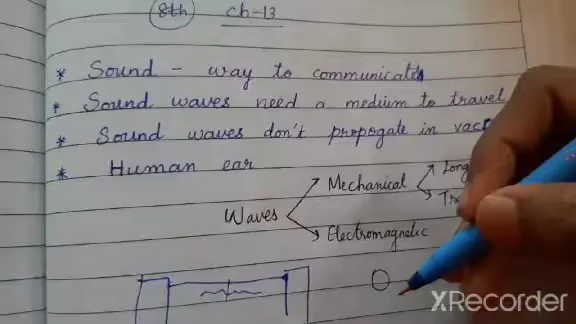 8th ch-13
* Sound - way to communicate
* Sound waves need a medium to travel
* Sound waves don't propogate in
* Human ear
Mechanical
Waves
Electromagnetic
XRecorder